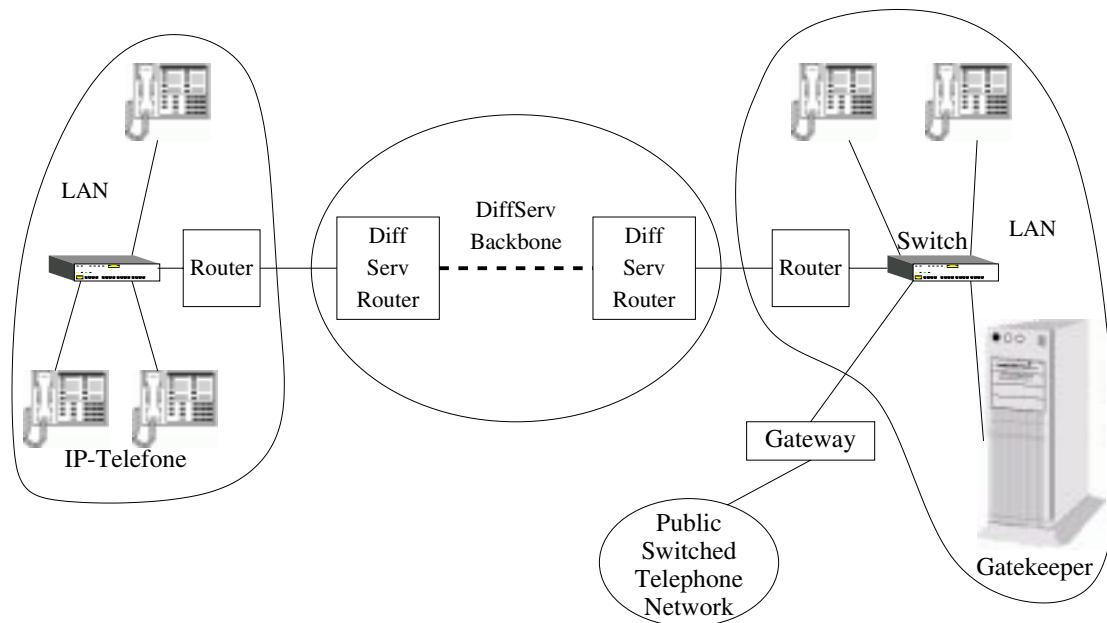 LAN
Router
IP-Telefone
Diff
Serv
Router
DiffServ
Backbone
Diff
Serv
Router
Router
Switch
LAN
Gateway
Public
Switched
Telephone
Network
Gatekeeper